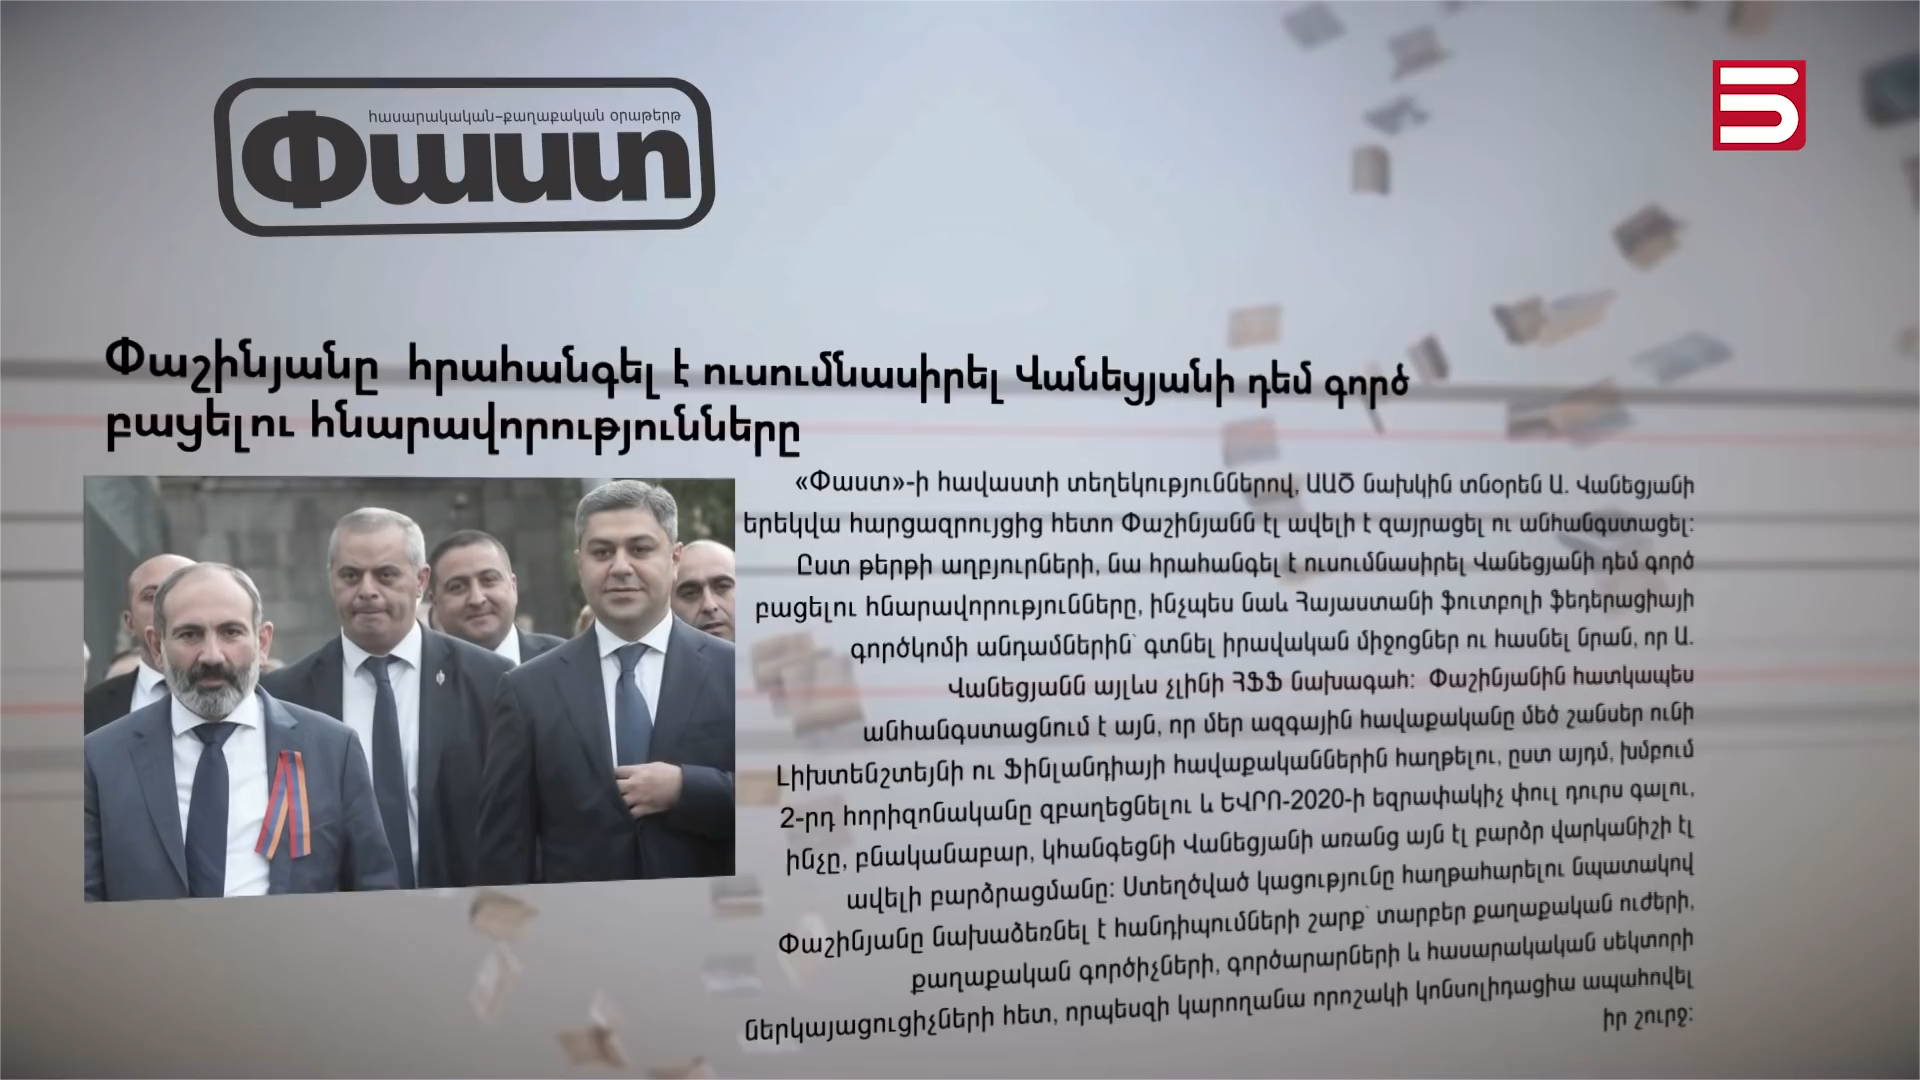 հասարակական-քաղաքական օրաթերթ
Փաստ
Փաշինյանը հրահանգել է ուսումնասիրել Վանեցյանի դեմ գործ
բացելու հնարավորությունները
«Փաստ»-ի հավաստի տեղեկություններով, ԱԱԾ նախկին տնօրեն Ա. Վանեցյանի
երեկվա հարցազրույցից հետո Փաշինյանն էլ ավելի է զայրացել ու անհանգստացել:
Ըստ թերթի աղբյուրների, նա հրահանգել է ուսումնասիրել Վանեցյանի դեմ գործ
բացելու հնարավորությունները, ինչպես նաև Հայաստանի ֆուտբոլի ֆեդերացիայի
գործկոմի անդամներին՝ գտնել իրավական միջոցներ ու հասնել նրան, որ Ա.
Վանեցյանն այլևս չլինի ՀՖՖ նախագահ: Փաշինյանին հատկապես
անհանգստացնում է այն, որ մեր ազգային հավաքականը մեծ շանսեր ունի
Լիխտենշտեյնի ու Ֆինլանդիայի հավաքականներին հաղթելու, ըստ այդմ, խմբում
2-րդ հորիզոնականը զբաղեցնելու և ԵՎՐՈ-2020-ի եզրափակիչ փուլ դուրս գալու,
ինչը, բնականաբար, կհանգեցնի Վանեցյանի առանց այն էլ բարձր վարկանիշի էլ
ավելի բարձրացմանը: Ստեղծված կացությունը հաղթահարելու նպատակով
Փաշինյանը նախաձեռնել է հանդիպումների շարք՝ տարբեր քաղաքական ուժերի,
քաղաքական գործիչների, գործարարների և հասարակական սեկտորի
ներկայացուցիչների հետ, որպեսզի կարողանա որոշակի կոնսոլիդացիա ապահովել
իր շուրջ: